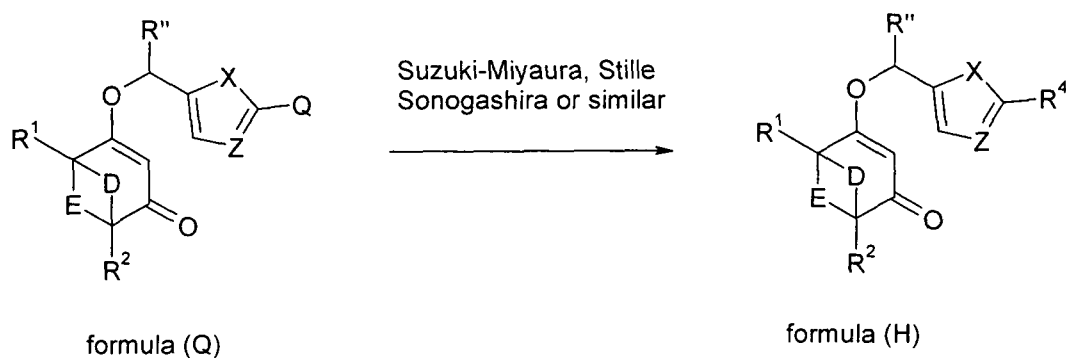 R"
X
O
Q
Z
R¹
D
E
O
R²
formula (Q)
Suzuki-Miyaura, Stille
Sonogashira or similar
R"
X
O
R⁴
Z
R¹
D
E
O
R²
formula (H)